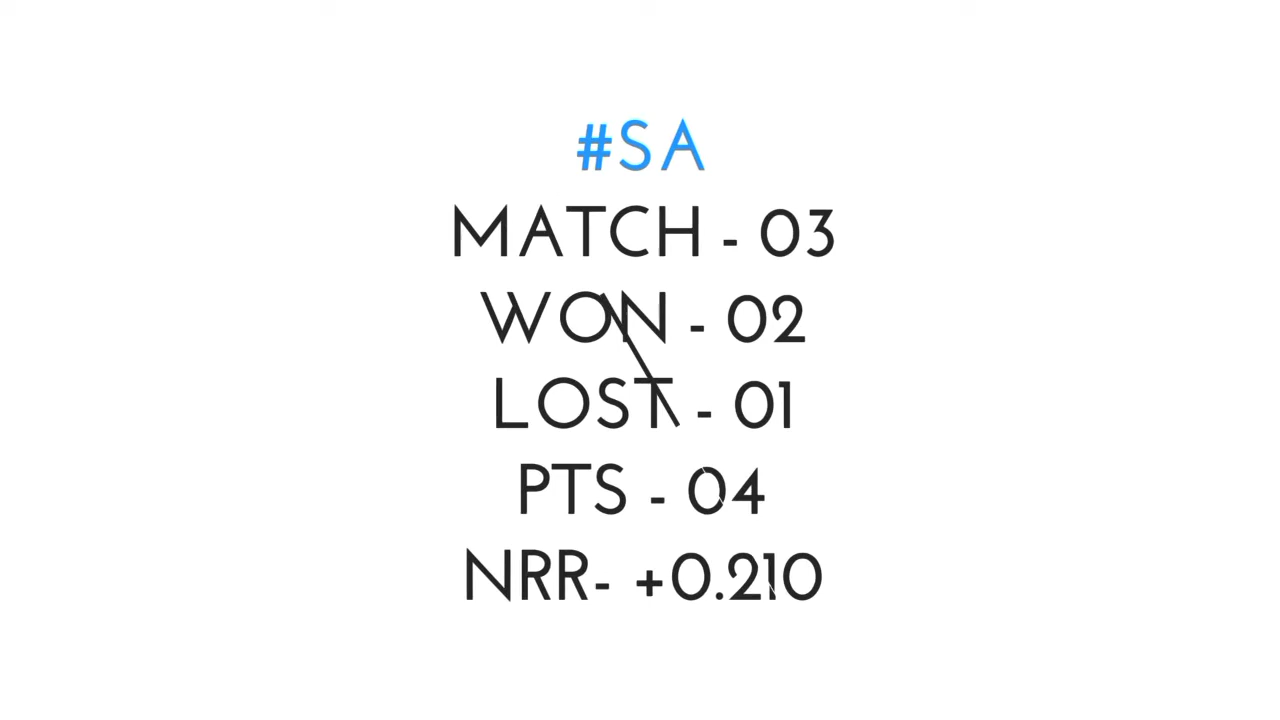 #SA
MATCH - 03
WON - 02
LOST - 01
PTS - 04
NRR- +0.210